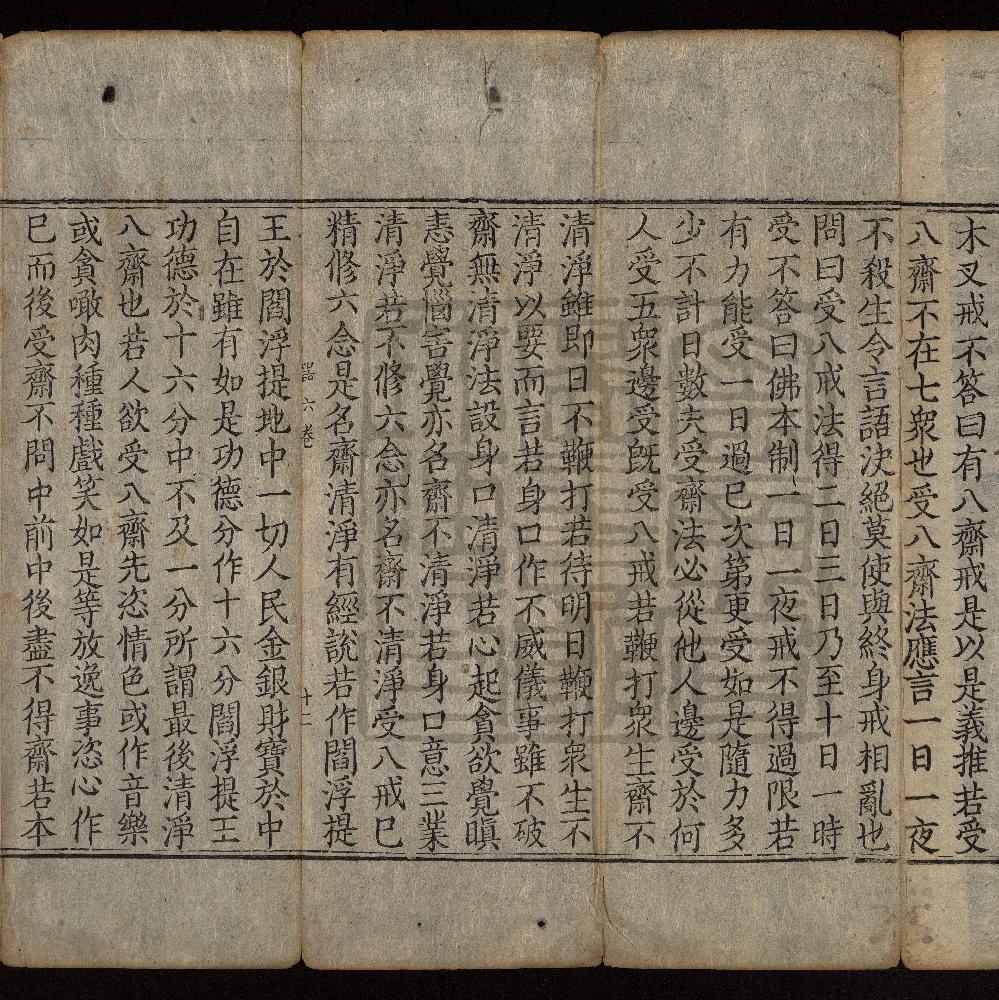 木叉戒不答曰有八齋戒是以是義推若受
八齋不在七衆也受八齋法應言一日一夜
不殺生令言語決絕莫使與終身戒相亂也
問曰受八戒法得二日三日乃至十日一時
受不答曰佛本制一日一夜戒不得過限若
有力能受一日過已次第更受如是隨力多
少不計日數夫受齋法必從他人邊受於何
人受五衆邊受既受八戒若鞭打衆生齋不
清淨雖即日不鞭打若待明日鞭打衆生不
清淨以要而言若身口作不威儀事雖不破
齋無清淨法設身口清淨若心起貪欲覺瞋
恚覺惱害覺亦名齋不清淨若身口意三業
清淨若不修六念亦名齋不清淨受八戒已
精修六念是名齋清淨有經說若作閻浮提
六卷
十二
王於閻浮提地中一切人民金銀財寶於中
自在雖有如是功德分作十六分閻浮提王
功德於十六分中不及一分所謂最後清淨
八齋也若人欲受八齋先恣情色或作音樂
或貪噉肉種種戲笑如是等放逸事恣心作
已而後受齋不問中前中後盡不得齋若本